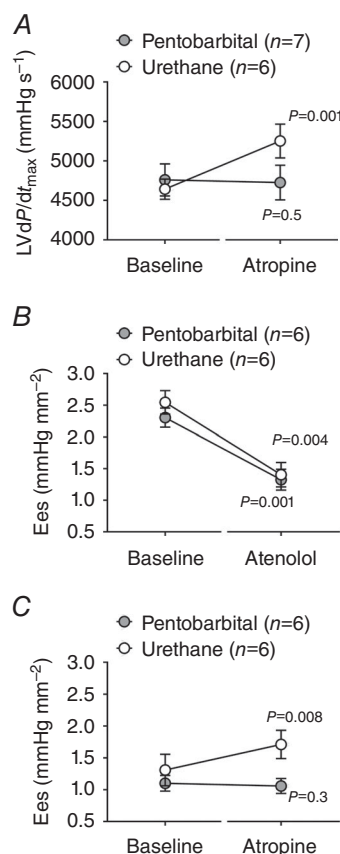 A
Pentobarbital (n=7)
Urethane (n=6)
LVdP/dtmax (mmHg s−1)
6000
5500
5000
4500
4000
P=0.001
P=0.5
Baseline
Atropine
B
Pentobarbital (n=6)
Urethane (n=6)
Ees (mmHg mm−2)
3.0
2.5
2.0
1.5
1.0
0.5
P=0.004
P=0.001
Baseline
Atenolol
C
Pentobarbital (n=6)
Urethane (n=6)
Ees (mmHg mm−2)
3.0
2.5
2.0
1.5
1.0
0.5
P=0.008
P=0.3
Baseline
Atropine